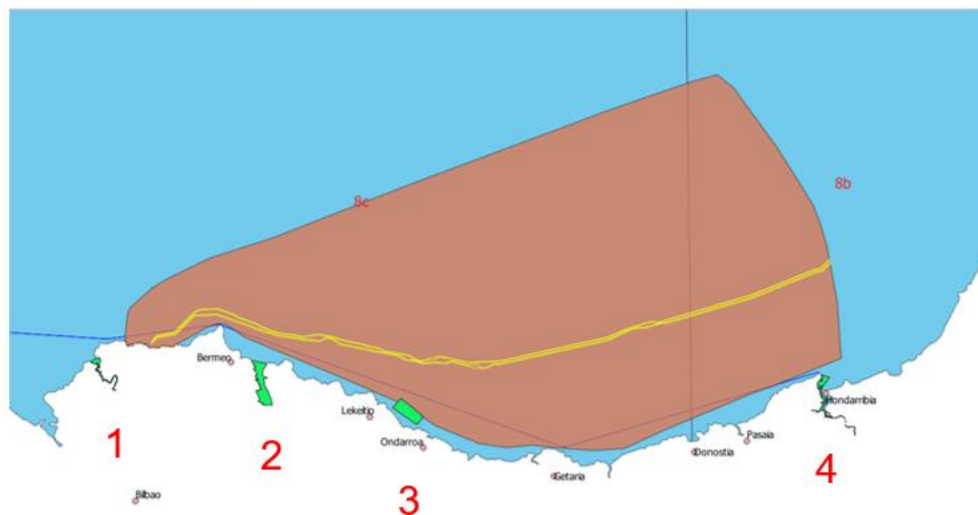 8c
8b
Bermeo
Lekeitio
Ondarroa
Getaria
Donostia
Pasaia
Hondarribia
Bilbao
1
2
3
4